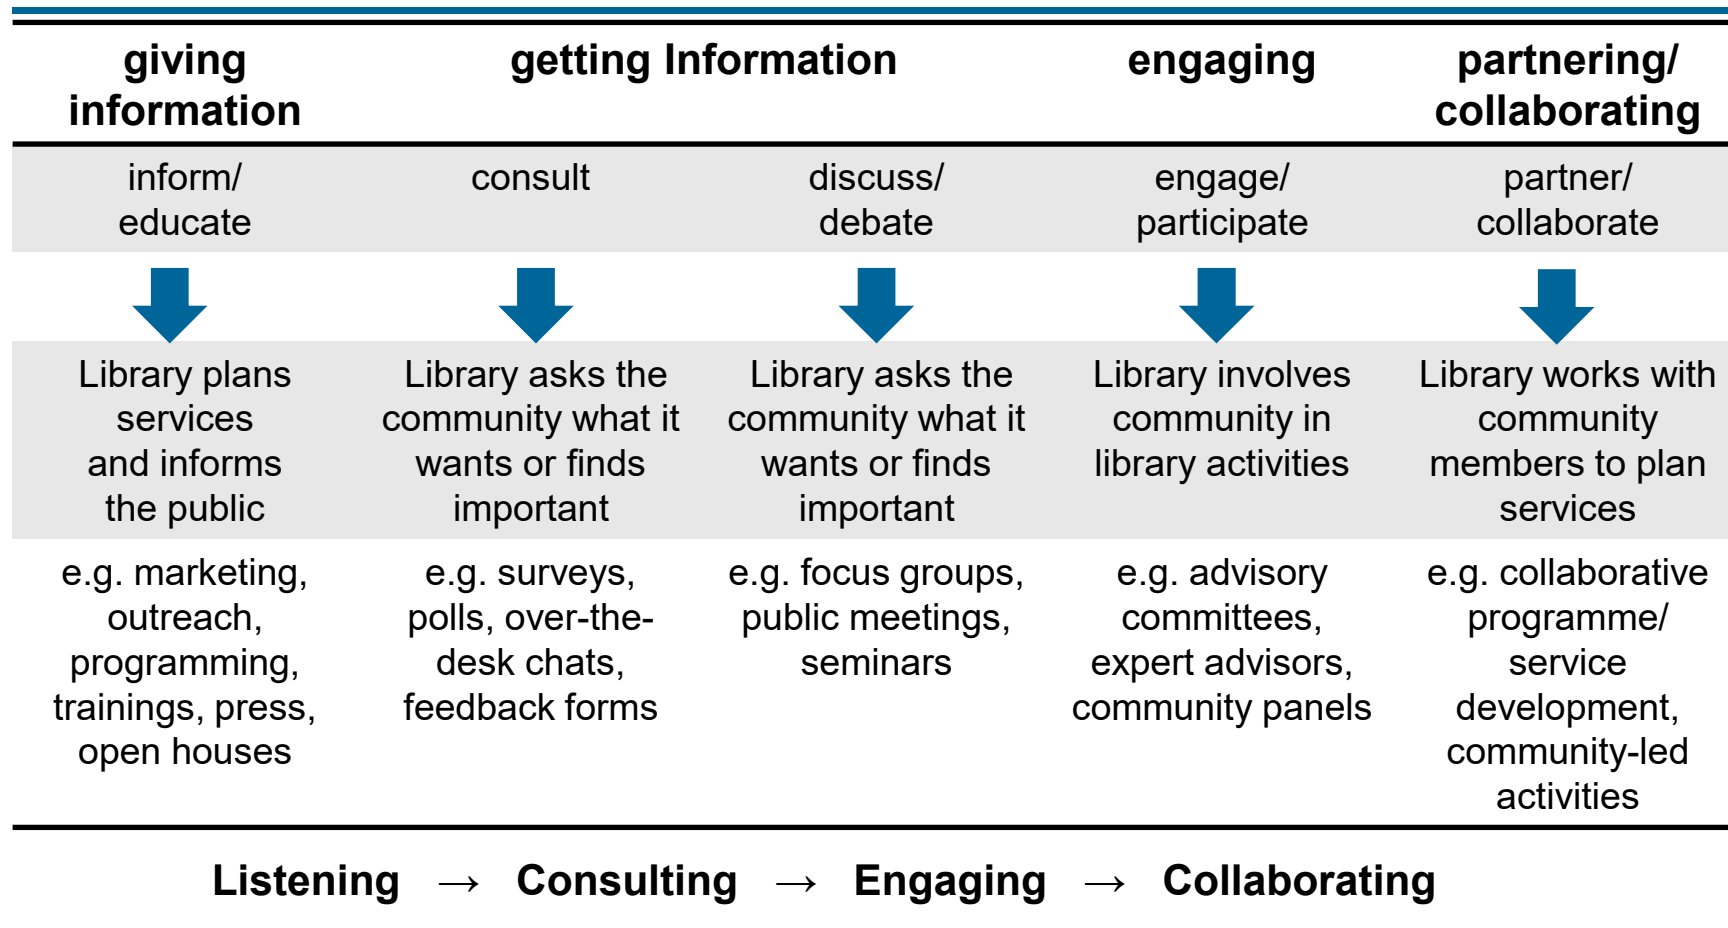 giving
information
getting Information
engaging
partnering/
collaborating
inform/
educate
consult
discuss/
debate
engage/
participate
partner/
collaborate
Library plans
services
and informs
the public
Library asks the
community what it
wants or finds
important
Library asks the
community what it
wants or finds
important
Library involves
community in
library activities
Library works with
community
members to plan
services
e.g. marketing,
outreach,
programming,
trainings, press,
open houses
e.g. surveys,
polls, over-the-
desk chats,
feedback forms
e.g. focus groups,
public meetings,
seminars
e.g. advisory
committees,
expert advisors,
community panels
e.g. collaborative
programme/
service
development,
community-led
activities
Listening → Consulting → Engaging → Collaborating